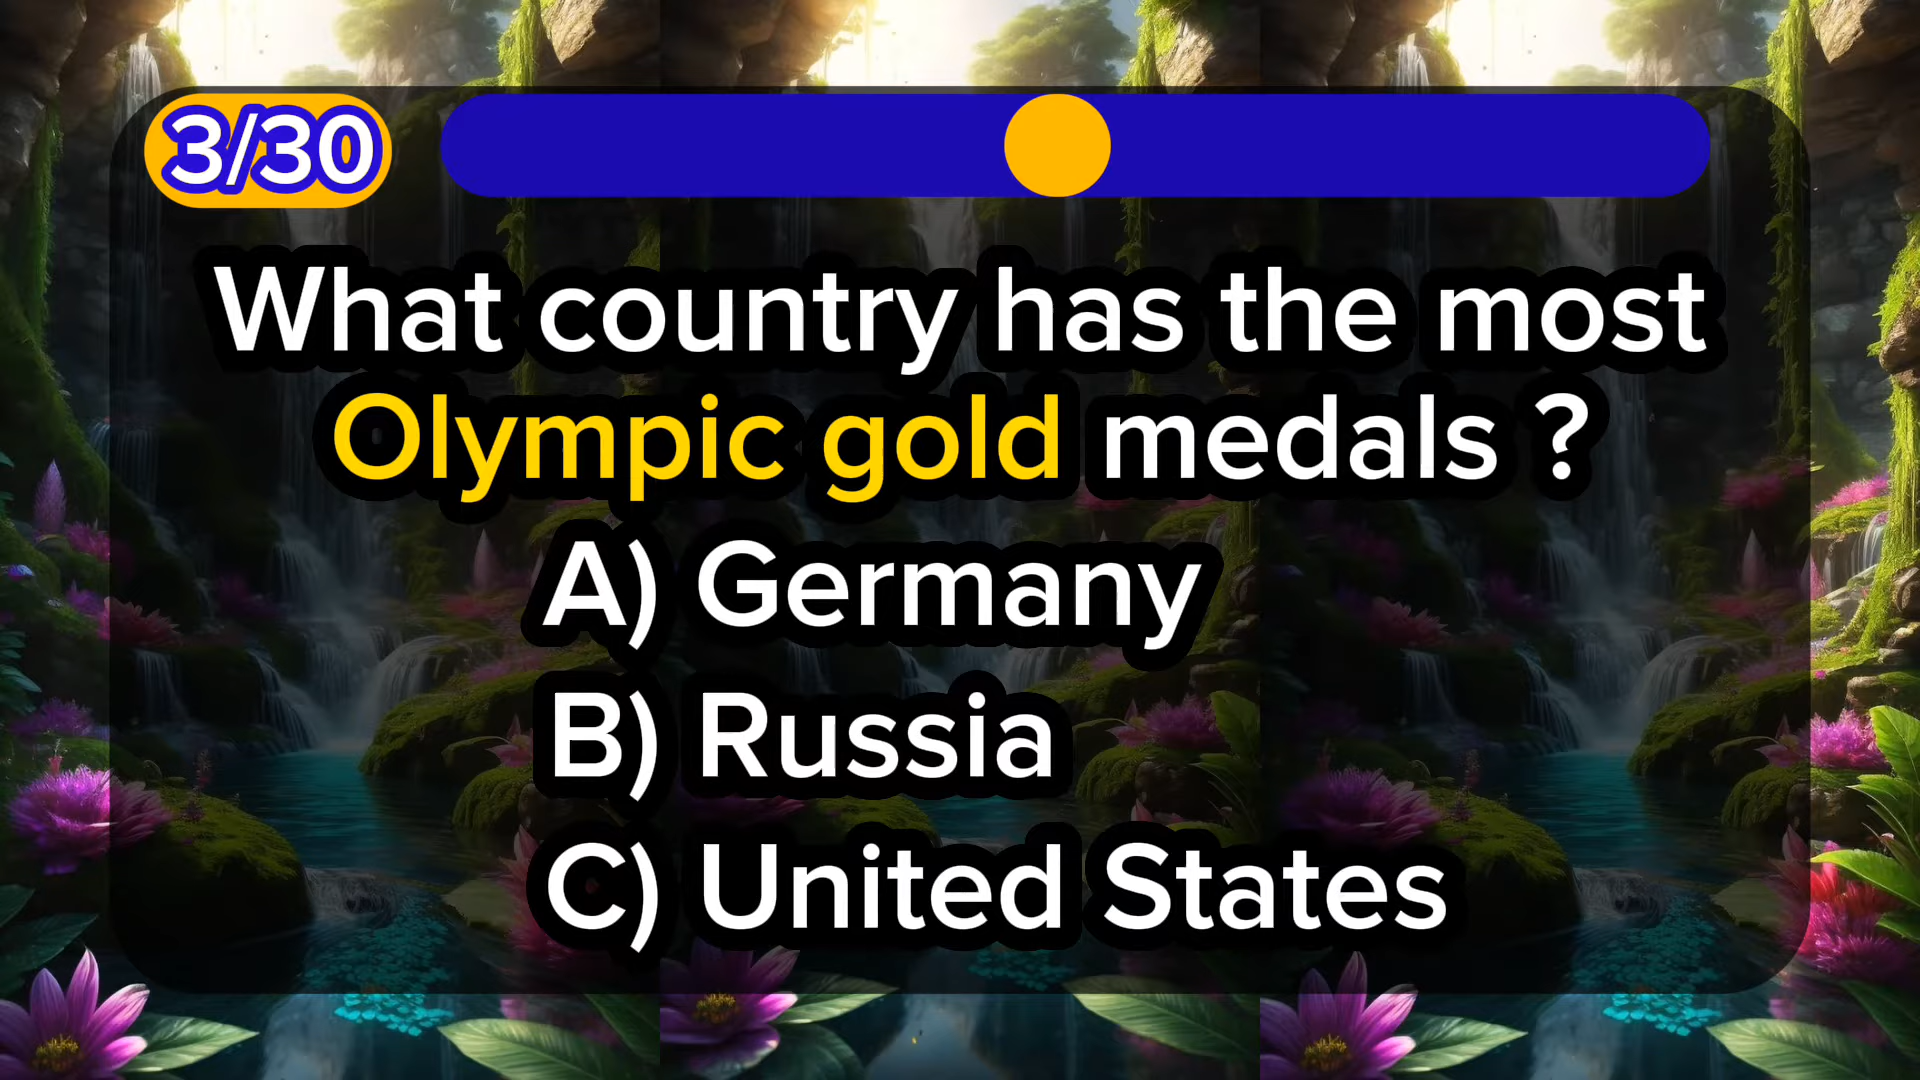 3/30
What country has the most
Olympic gold medals ?
A) Germany
B) Russia
C) United States